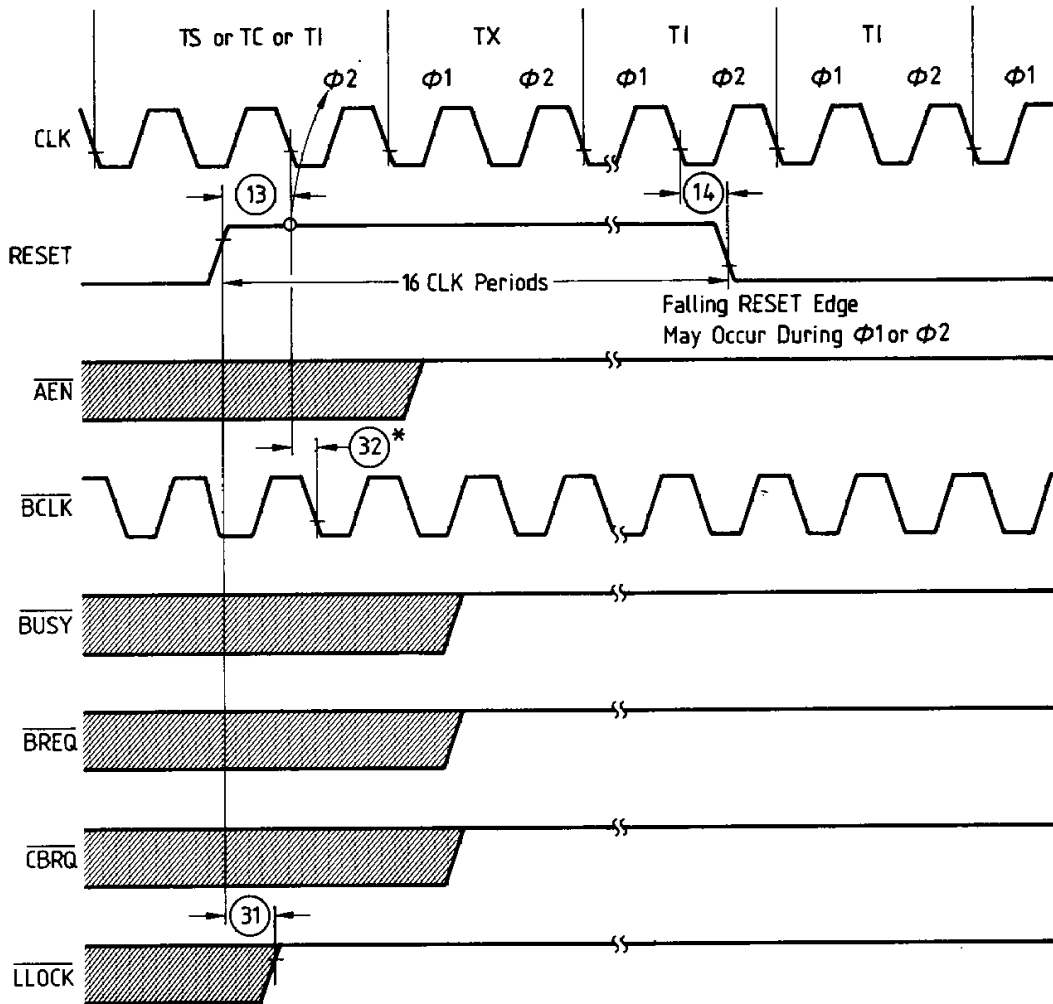 TS or TC or TI TX TI TI
Φ2 Φ1 Φ2 Φ1 Φ2 Φ1 Φ2 Φ1
CLK
13 14
RESET
16 CLK Periods
Falling RESET Edge
May Occur During Φ1 or Φ2
AEN
32*
BCLK
BUSY
BREQ
CBRQ
31
LLOCK